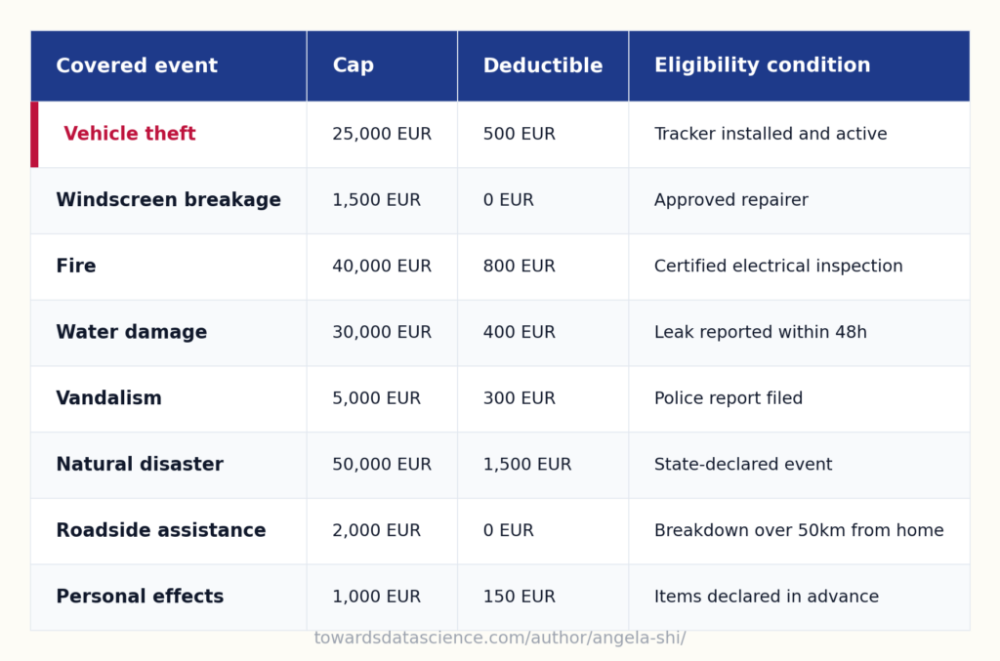 Covered event Cap Deductible Eligibility condition
Vehicle theft 25,000 EUR 500 EUR Tracker installed and active
Windscreen breakage 1,500 EUR 0 EUR Approved repairer
Fire 40,000 EUR 800 EUR Certified electrical inspection
Water damage 30,000 EUR 400 EUR Leak reported within 48h
Vandalism 5,000 EUR 300 EUR Police report filed
Natural disaster 50,000 EUR 1,500 EUR State-declared event
Roadside assistance 2,000 EUR 0 EUR Breakdown over 50km from home
Personal effects 1,000 EUR 150 EUR Items declared in advance
towardsdatascience.com/author/angela-shi/